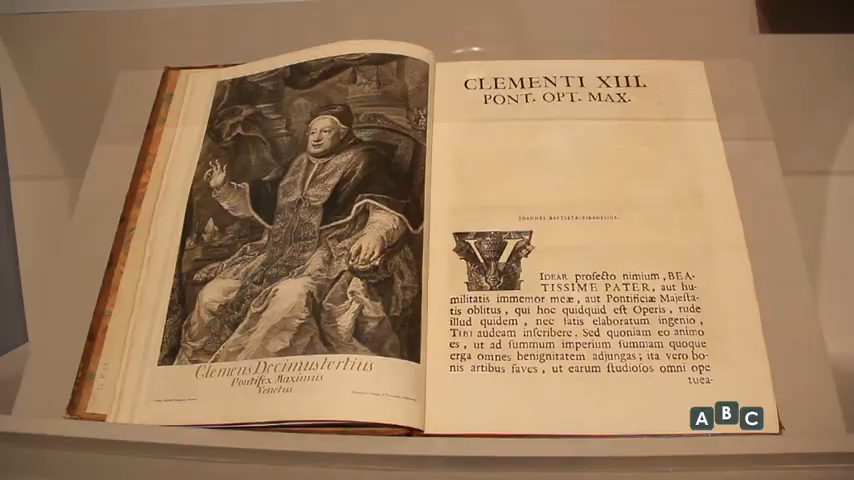 Clemens Decimustertius
Pontifex Maximus
Venetus
CLEMENTI XIII.
PONT. OPT. MAX.
JOANNES BAPTISTA PIRANESIUS.
VIDEAR profecto nimium, BEA-
TISSIME PATER, aut hu-
militatis immemor meæ, aut Pontificiæ Majeſta-
tis oblitus, qui hoc quidquid eſt Operis, rude
illud quidem, nec ſatis elaboratum ingenio,
TIBI audeam inſcribere. Sed quoniam eo animo
es, ut ad ſummum imperium ſummam quoque
erga omnes benignitatem adjungas; ita vero bo-
nis artibus faves, ut earum ſtudioſos omni ope
tuea-
ABC